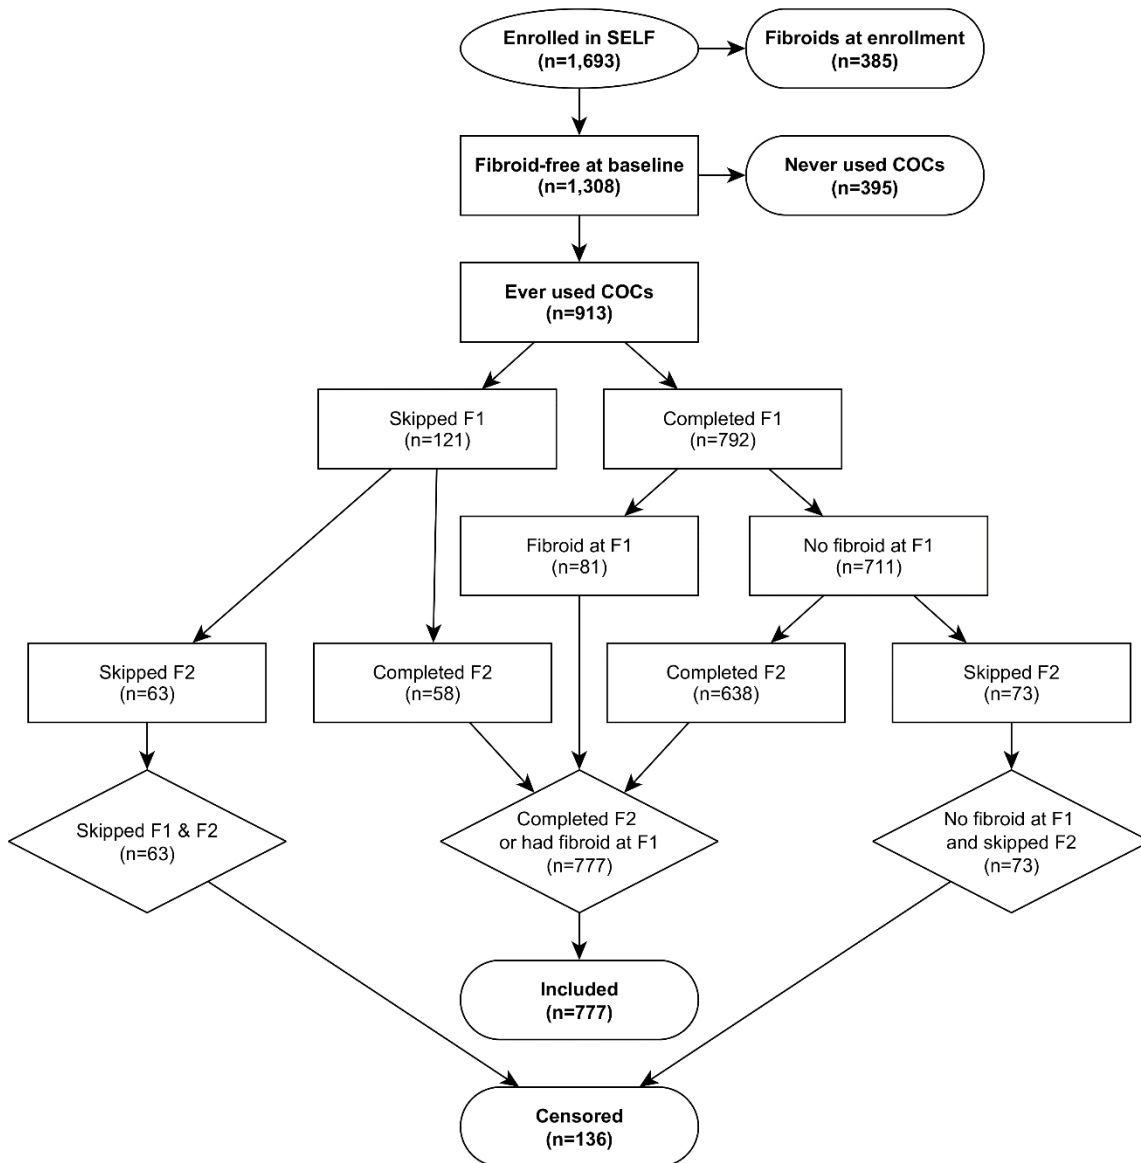 Enrolled in SELF
(n=1,693)
Fibroids at enrollment
(n=385)
Fibroid-free at baseline
(n=1,308)
Never used COCs
(n=395)
Ever used COCs
(n=913)
Skipped F1
(n=121)
Completed F1
(n=792)
Fibroid at F1
(n=81)
No fibroid at F1
(n=711)
Skipped F2
(n=63)
Completed F2
(n=58)
Completed F2
(n=638)
Skipped F2
(n=73)
Skipped F1 & F2
(n=63)
Completed F2
or had fibroid at F1
(n=777)
No fibroid at F1
and skipped F2
(n=73)
Included
(n=777)
Censored
(n=136)